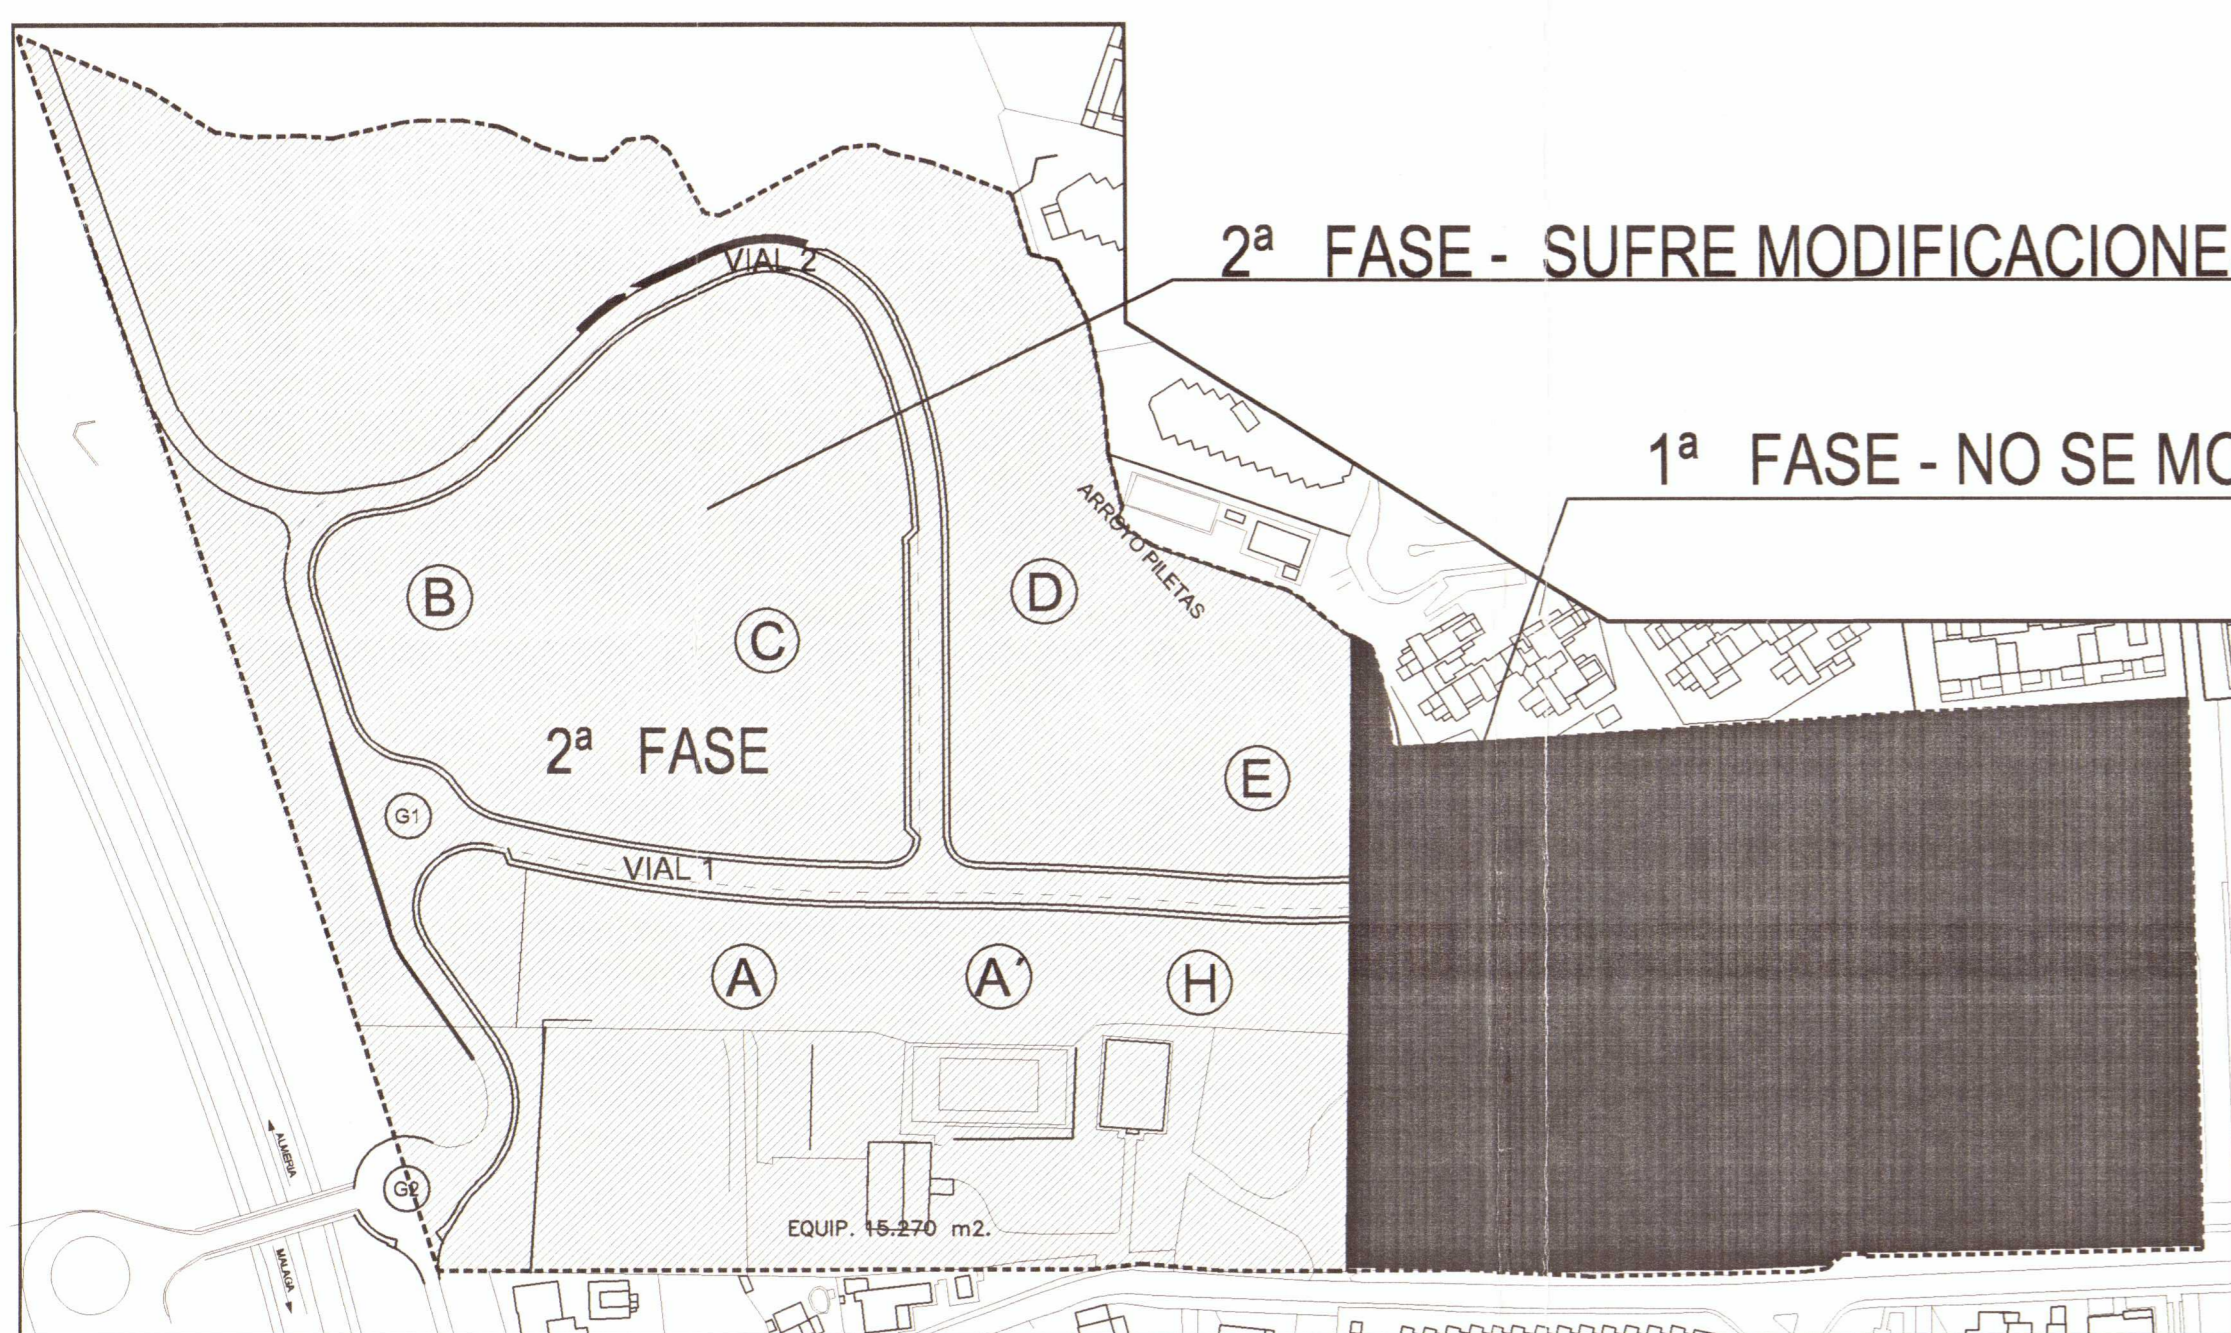 VIAL 2
2ª FASE - SUFRE MODIFICACIONE
1ª FASE - NO SE MO
ARROYO PILETAS
B
C
D
2ª FASE
E
G1
VIAL 1
A
A´
H
ALMERIA
G2
MALAGA
EQUIP. 15.270 m2.